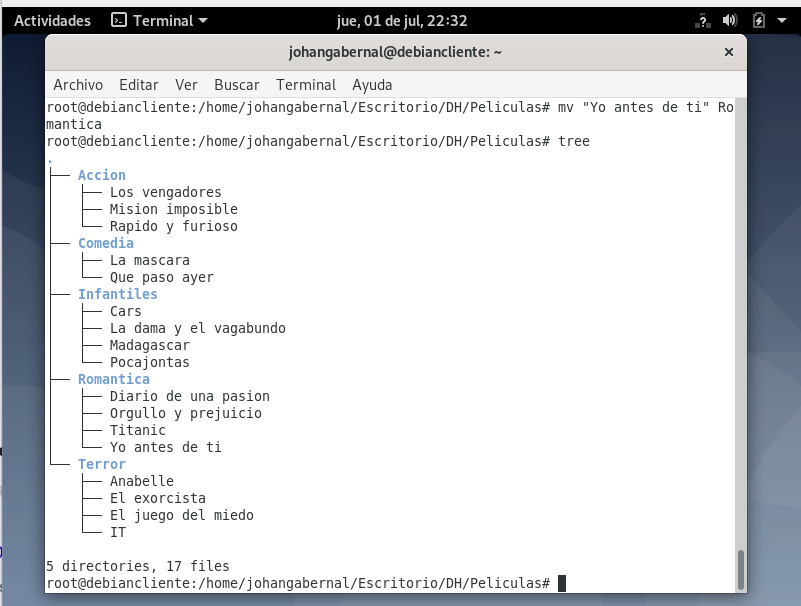 Actividades Terminal jue, 01 de jul, 22:32 ?
johangabernal@debiancliente: ~ ×
Archivo Editar Ver Buscar Terminal Ayuda
root@debiancliente:/home/johangabernal/Escritorio/DH/Peliculas# mv "Yo antes de ti" Ro
mantica
root@debiancliente:/home/johangabernal/Escritorio/DH/Peliculas# tree
.
├── Accion
│   ├── Los vengadores
│   ├── Mision imposible
│   └── Rapido y furioso
├── Comedia
│   ├── La mascara
│   └── Que paso ayer
├── Infantiles
│   ├── Cars
│   ├── La dama y el vagabundo
│   ├── Madagascar
│   └── Pocajontas
├── Romantica
│   ├── Diario de una pasion
│   ├── Orgullo y prejuicio
│   ├── Titanic
│   └── Yo antes de ti
└── Terror
    ├── Anabelle
    ├── El exorcista
    ├── El juego del miedo
    └── IT
5 directories, 17 files
root@debiancliente:/home/johangabernal/Escritorio/DH/Peliculas#